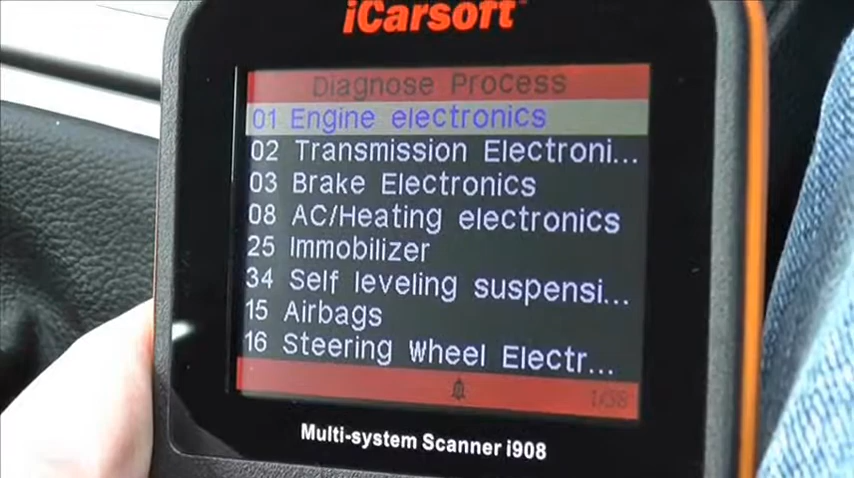 iCarsoft
Diagnose Process
01 Engine electronics
02 Transmission Electroni...
03 Brake Electronics
08 AC/Heating electronics
25 Immobilizer
34 Self leveling suspensi...
15 Airbags
16 Steering Wheel Electr...
1/38
Multi-system Scanner i908